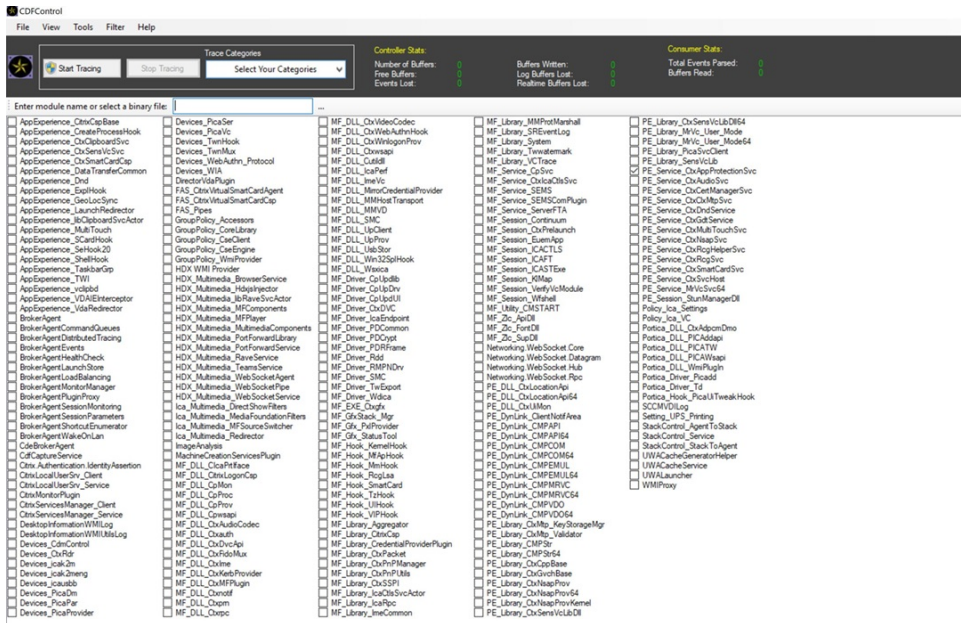 CDFControl
File View Tools Filter Help
Start Tracing
Stop Tracing
Trace Categories
Select Your Categories
Controller Stats:
Number of Buffers: 0
Free Buffers: 0
Events Lost: 0
Buffers Written: 0
Log Buffers Lost: 0
Realtime Buffers Lost: 0
Consumer Stats:
Total Events Parsed: 0
Buffers Read: 0
Enter module name or select a binary file: ...
AppExperience_CitrixCspBase
AppExperience_CreateProcessHook
AppExperience_CtxClipboardSvc
AppExperience_CtxSensVcSvc
AppExperience_CtxSmartCardCsp
AppExperience_DataTransferCommon
AppExperience_Dnd
AppExperience_ExplHook
AppExperience_GeoLocSync
AppExperience_LaunchRedirector
AppExperience_libClipboardSvcActor
AppExperience_MultiTouch
AppExperience_SCardHook
AppExperience_SeHook20
AppExperience_ShellHook
AppExperience_TaskbarGrp
AppExperience_TWI
AppExperience_vclipbd
AppExperience_VDAIEInterceptor
AppExperience_VdaRedirector
BrokerAgent
BrokerAgentCommandQueues
BrokerAgentDistributedTracing
BrokerAgentEvents
BrokerAgentHealthCheck
BrokerAgentLaunchStore
BrokerAgentLoadBalancing
BrokerAgentMonitorManager
BrokerAgentPluginProxy
BrokerAgentSessionMonitoring
BrokerAgentSessionParameters
BrokerAgentShortcutEnumerator
BrokerAgentWakeOnLan
CdeBrokerAgent
CdfCaptureService
Citrix.Authentication.IdentityAssertion
CitrixLocalUserSrv_Client
CitrixLocalUserSrv_Service
CitrixMonitorPlugin
CitrixServicesManager_Client
CitrixServicesManager_Service
DesktopInformationWMILog
DesktopInformationWMIUtilsLog
Devices_CdmControl
Devices_CtxRdr
Devices_icak2m
Devices_icak2meng
Devices_icausbb
Devices_PicaDm
Devices_PicaPar
Devices_PicaProvider
Devices_PicaSer
Devices_PicaVc
Devices_TwnHook
Devices_TwnMux
Devices_WebAuthn_Protocol
Devices_WIA
DirectorVdaPlugin
FAS_CitrixVirtualSmartCardAgent
FAS_CitrixVirtualSmartCardCsp
FAS_Pipes
GroupPolicy_Accessors
GroupPolicy_CoreLibrary
GroupPolicy_CseClient
GroupPolicy_CseEngine
GroupPolicy_WmiProvider
HDX WMI Provider
HDX_Multimedia_BrowserService
HDX_Multimedia_HdxjsInjector
HDX_Multimedia_libRaveSvcActor
HDX_Multimedia_MFComponents
HDX_Multimedia_MFPlayer
HDX_Multimedia_MultimediaComponents
HDX_Multimedia_PortForwardLibrary
HDX_Multimedia_PortForwardService
HDX_Multimedia_RaveService
HDX_Multimedia_TeamsService
HDX_Multimedia_WebSocketAgent
HDX_Multimedia_WebSocketPipe
HDX_Multimedia_WebSocketService
Ica_Multimedia_DirectShowFilters
Ica_Multimedia_MediaFoundationFilters
Ica_Multimedia_MFSourceSwitcher
Ica_Multimedia_Redirector
ImageAnalysis
MachineCreationServicesPlugin
MF_DLL_CIcaPrtIface
MF_DLL_CitrixLogonCsp
MF_DLL_CpMon
MF_DLL_CpProc
MF_DLL_CpProv
MF_DLL_Cpwsapi
MF_DLL_CtxAudioCodec
MF_DLL_Ctxauth
MF_DLL_CtxDvcApi
MF_DLL_CtxFidoMux
MF_DLL_CtxIme
MF_DLL_CtxKerbProvider
MF_DLL_CtxMFPlugin
MF_DLL_Ctxnotif
MF_DLL_Ctxpm
MF_DLL_Ctxrpc
MF_DLL_CtxVideoCodec
MF_DLL_CtxWebAuthnHook
MF_DLL_CtxWinlogonProv
MF_DLL_Ctxwsapi
MF_DLL_Cutildll
MF_DLL_IcaPerf
MF_DLL_ImeVc
MF_DLL_MirrorCredentialProvider
MF_DLL_MMHostTransport
MF_DLL_MMVD
MF_DLL_SMC
MF_DLL_UpClient
MF_DLL_UpProv
MF_DLL_UsbStor
MF_DLL_Win32SplHook
MF_DLL_Wsxica
MF_Driver_CpUpdlib
MF_Driver_CpUpDrv
MF_Driver_CpUpdUI
MF_Driver_CtxDVC
MF_Driver_IcaEndpoint
MF_Driver_PDCommon
MF_Driver_PDCrypt
MF_Driver_PDRFrame
MF_Driver_Rdd
MF_Driver_RMPNDrv
MF_Driver_SMC
MF_Driver_TwExport
MF_Driver_Wdica
MF_EXE_Ctxgfx
MF_GfxStack_Mgr
MF_Gfx_PxlProvider
MF_Gfx_StatusTool
MF_Hook_KernelHook
MF_Hook_MfApHook
MF_Hook_MmHook
MF_Hook_RcgLsa
MF_Hook_SmartCard
MF_Hook_TzHook
MF_Hook_UIHook
MF_Hook_VIPHook
MF_Library_Aggregator
MF_Library_CitrixCsp
MF_Library_CredentialProviderPlugin
MF_Library_CtxPacket
MF_Library_CtxPnPManager
MF_Library_CtxPnPUtils
MF_Library_CtxSSPI
MF_Library_IcaCtlsSvcActor
MF_Library_IcaRpc
MF_Library_ImeCommon
MF_Library_MMProtMarshall
MF_Library_SREventLog
MF_Library_System
MF_Library_Twwatermark
MF_Library_VCTrace
MF_Service_CpSvc
MF_Service_CtxIcaCtlsSvc
MF_Service_SEMS
MF_Service_SEMSComPlugin
MF_Service_ServerFTA
MF_Session_Continuum
MF_Session_CtxPrelaunch
MF_Session_EuemApp
MF_Session_ICACTLS
MF_Session_ICAFT
MF_Session_ICASTExe
MF_Session_KIMap
MF_Session_VerifyVcModule
MF_Session_Wfshell
MF_Utility_CMSTART
MF_Zlc_ApiDll
MF_Zlc_FontDll
MF_Zlc_SupDll
Networking.WebSocket.Core
Networking.WebSocket.Datagram
Networking.WebSocket.Hub
Networking.WebSocket.Rpc
PE_DLL_CtxLocationApi
PE_DLL_CtxLocationApi64
PE_DLL_CtxUiMon
PE_DynLink_ClientNotifArea
PE_DynLink_CMPAPI
PE_DynLink_CMPAPI64
PE_DynLink_CMPCOM
PE_DynLink_CMPCOM64
PE_DynLink_CMPEMUL
PE_DynLink_CMPEMUL64
PE_DynLink_CMPMRVC
PE_DynLink_CMPMRVC64
PE_DynLink_CMPVDO
PE_DynLink_CMPVDO64
PE_Library_CtxMtp_KeyStorageMgr
PE_Library_CtxMtp_Validator
PE_Library_CMPStr
PE_Library_CMPStr64
PE_Library_CtxCppBase
PE_Library_CtxGvchBase
PE_Library_CtxNsapProv
PE_Library_CtxNsapProv64
PE_Library_CtxNsapProvKernel
PE_Library_CtxSensVcLibDll
PE_Library_CtxSensVcLibDll64
PE_Library_MrVc_User_Mode
PE_Library_MrVc_User_Mode64
PE_Library_PicaSvcClient
PE_Library_SensVcLib
PE_Service_CtxAppProtectionSvc
PE_Service_CtxAudioSvc
PE_Service_CtxCertManagerSvc
PE_Service_CtxCtxMtpSvc
PE_Service_CtxDndService
PE_Service_CtxGdtService
PE_Service_CtxMultiTouchSvc
PE_Service_CtxNsapSvc
PE_Service_CtxRcgHelperSvc
PE_Service_CtxRcgSvc
PE_Service_CtxSmartCardSvc
PE_Service_CtxSvcHost
PE_Service_MrVcSvc64
PE_Session_StunManagerDll
Policy_Ica_Settings
Policy_Ica_VC
Portica_DLL_CtxAdpcmDmo
Portica_DLL_PICAddapi
Portica_DLL_PICATW
Portica_DLL_PICAWsapi
Portica_DLL_WmiPlugIn
Portica_Driver_Picadd
Portica_Driver_Td
Portica_Hook_PicaUiTweakHook
SCCMVDILog
Setting_UPS_Printing
StackControl_AgentToStack
StackControl_Service
StackControl_StackToAgent
UWACacheGeneratorHelper
UWACacheService
UWALauncher
WMIProxy